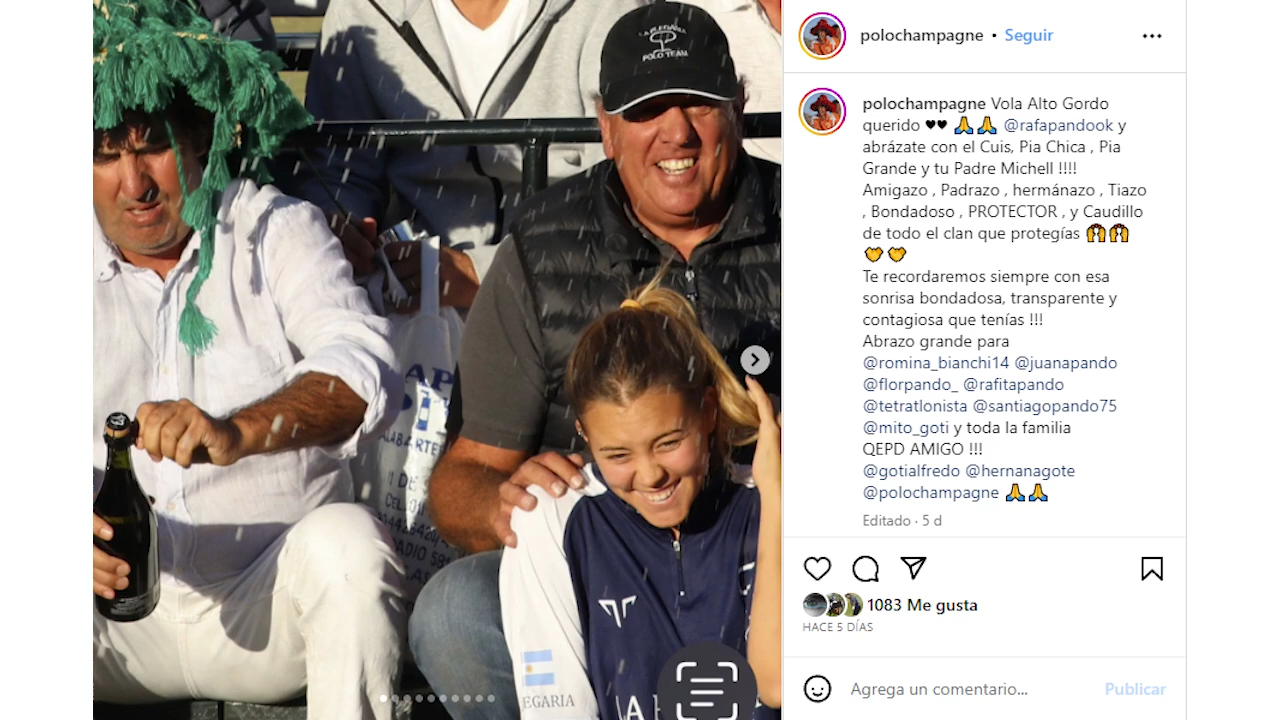 POLO TEAM
EGARIA
polochampagne • Seguir
polochampagne Vola Alto Gordo
querido ♥♥ 🙏🙏 @rafapandook y
abrázate con el Cuis, Pia Chica , Pia
Grande y tu Padre Michell !!!!
Amigazo , Padrazo , hermánazo , Tiazo
, Bondadoso , PROTECTOR , y Caudillo
de todo el clan que protegías
Te recordaremos siempre con esa
sonrisa bondadosa, transparente y
contagiosa que tenías !!!
Abrazo grande para
@romina_bianchi14 @juanapando
@florpando_ @rafitapando
@tetratlonista @santiagopando75
@mito_goti y toda la familia
QEPD AMIGO !!!
@gotialfredo @hernanagote
@polochampagne 🙏🙏
Editado · 5 d
1083 Me gusta
HACE 5 DÍAS
Agrega un comentario...
Publicar